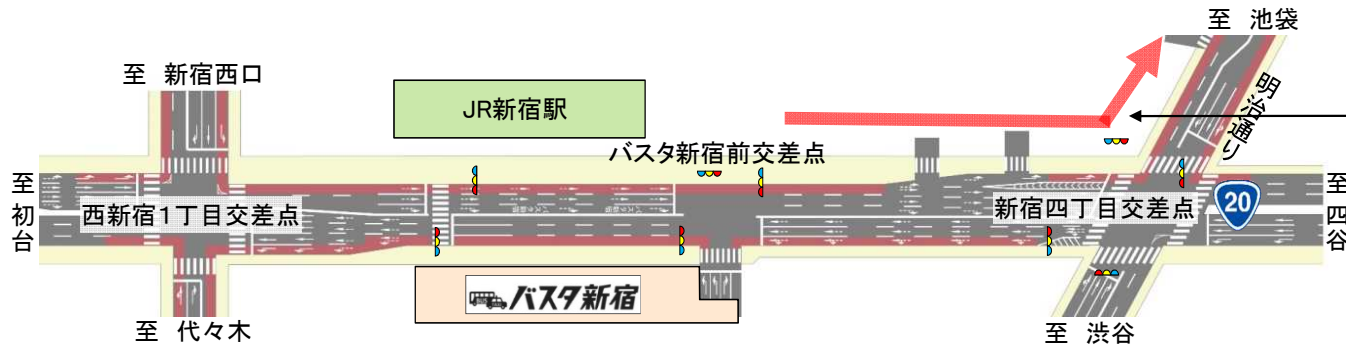 至 池袋
至 新宿西口
明治通り
JR新宿駅
バスタ新宿前交差点
至 初台
西新宿1丁目交差点
新宿四丁目交差点
20
至 四谷
バスタ新宿
至 代々木
至 渋谷